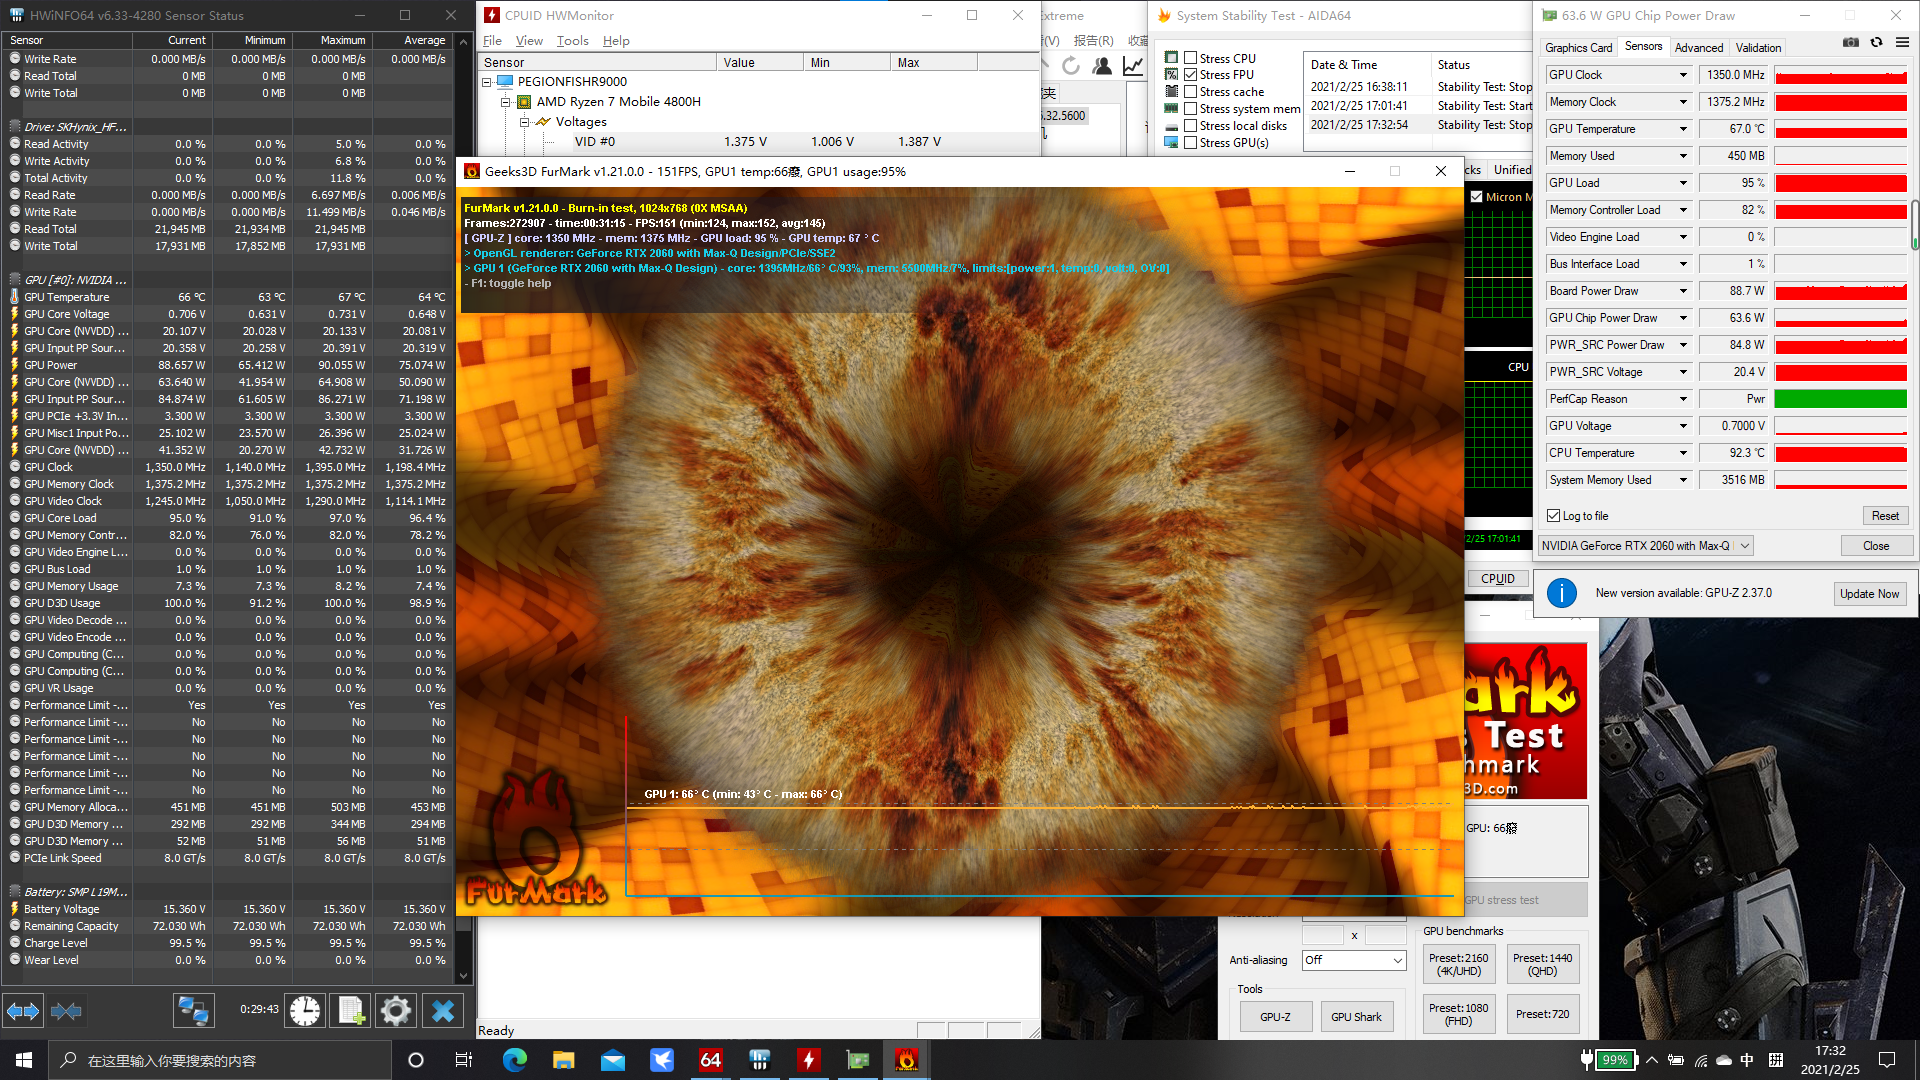 HWiNFO64 v6.33-4280 Sensor Status
Sensor Current Minimum Maximum Average
Write Rate 0.000 MB/s 0.000 MB/s 0.000 MB/s 0.000 MB/s
Read Total 0 MB 0 MB 0 MB
Write Total 0 MB 0 MB 0 MB
Drive: SKHynix_HF...
Read Activity 0.0 % 0.0 % 5.0 % 0.0 %
Write Activity 0.0 % 0.0 % 6.8 % 0.0 %
Total Activity 0.0 % 0.0 % 11.8 % 0.0 %
Read Rate 0.000 MB/s 0.000 MB/s 6.697 MB/s 0.006 MB/s
Write Rate 0.000 MB/s 0.000 MB/s 11.499 MB/s 0.046 MB/s
Read Total 21,945 MB 21,934 MB 21,945 MB
Write Total 17,931 MB 17,852 MB 17,931 MB
GPU [#0]: NVIDIA ...
GPU Temperature 66 °C 63 °C 67 °C 64 °C
GPU Core Voltage 0.706 V 0.631 V 0.731 V 0.648 V
GPU Core (NVVDD) ... 20.107 V 20.028 V 20.133 V 20.081 V
GPU Input PP Sour... 20.358 V 20.258 V 20.391 V 20.319 V
GPU Power 88.657 W 65.412 W 90.055 W 75.074 W
GPU Core (NVVDD) ... 63.640 W 41.954 W 64.908 W 50.090 W
GPU Input PP Sour... 84.874 W 61.605 W 86.271 W 71.198 W
GPU PCIe +3.3V In... 3.300 W 3.300 W 3.300 W 3.300 W
GPU Misc1 Input Po... 25.102 W 23.570 W 26.396 W 25.024 W
GPU Core (NVVDD) ... 41.352 W 20.270 W 42.732 W 31.726 W
GPU Clock 1,350.0 MHz 1,140.0 MHz 1,395.0 MHz 1,198.4 MHz
GPU Memory Clock 1,375.2 MHz 1,375.2 MHz 1,375.2 MHz 1,375.2 MHz
GPU Video Clock 1,245.0 MHz 1,050.0 MHz 1,290.0 MHz 1,114.1 MHz
GPU Core Load 95.0 % 91.0 % 97.0 % 96.4 %
GPU Memory Contr... 82.0 % 76.0 % 82.0 % 78.2 %
GPU Video Engine L... 0.0 % 0.0 % 0.0 % 0.0 %
GPU Bus Load 1.0 % 1.0 % 1.0 % 1.0 %
GPU Memory Usage 7.3 % 7.3 % 8.2 % 7.4 %
GPU D3D Usage 100.0 % 91.2 % 100.0 % 98.9 %
GPU Video Decode ... 0.0 % 0.0 % 0.0 % 0.0 %
GPU Video Encode ... 0.0 % 0.0 % 0.0 % 0.0 %
GPU Computing (C... 0.0 % 0.0 % 0.0 % 0.0 %
GPU Computing (C... 0.0 % 0.0 % 0.0 % 0.0 %
GPU VR Usage 0.0 % 0.0 % 0.0 % 0.0 %
Performance Limit -... Yes Yes Yes Yes
Performance Limit -... No No No No
Performance Limit -... No No No No
Performance Limit -... No No No No
Performance Limit -... No No No No
Performance Limit -... No No No No
GPU Memory Alloca... 451 MB 451 MB 503 MB 453 MB
GPU D3D Memory ... 292 MB 292 MB 344 MB 294 MB
GPU D3D Memory ... 52 MB 51 MB 56 MB 51 MB
PCIe Link Speed 8.0 GT/s 8.0 GT/s 8.0 GT/s 8.0 GT/s
Battery: SMP L19M...
Battery Voltage 15.360 V 15.360 V 15.360 V 15.360 V
Remaining Capacity 72.030 Wh 72.030 Wh 72.030 Wh 72.030 Wh
Charge Level 99.5 % 99.5 % 99.5 % 99.5 %
Wear Level 0.0 % 0.0 % 0.0 % 0.0 %
0:29:43
CPUID HWMonitor
File View Tools Help
Sensor Value Min Max
PEGIONFISHR9000
AMD Ryzen 7 Mobile 4800H
Voltages
VID #0 1.375 V 1.006 V 1.387 V
Ready
Extreme
(V) 报告(R) 收藏
夹
5.32.5600
System Stability Test - AIDA64
Stress CPU
Stress FPU
Stress cache
Stress system mem
Stress local disks
Stress GPU(s)
Date & Time Status
2021/2/25 16:38:11 Stability Test: Stop
2021/2/25 17:01:41 Stability Test: Start
2021/2/25 17:32:54 Stability Test: Stop
cks Unified
Micron M
CPU
2/25 17:01:41
CPUID
Geeks3D FurMark v1.21.0.0 - 151FPS, GPU1 temp:66癈, GPU1 usage:95%
FurMark v1.21.0.0 - Burn-in test, 1024x768 (0X MSAA)
Frames:272907 - time:00:31:15 - FPS:151 (min:124, max:152, avg:145)
[ GPU-Z ] core: 1350 MHz - mem: 1375 MHz - GPU load: 95 % - GPU temp: 67 ° C
> OpenGL renderer: GeForce RTX 2060 with Max-Q Design/PCIe/SSE2
> GPU 1 (GeForce RTX 2060 with Max-Q Design) - core: 1395MHz/66° C/93%, mem: 5500MHz/7%, limits:[power:1, temp:0, volt:0, OV:0]
- F1: toggle help
GPU 1: 66° C (min: 43° C - max: 66° C)
FurMark
63.6 W GPU Chip Power Draw
Graphics Card Sensors Advanced Validation
GPU Clock 1350.0 MHz
Memory Clock 1375.2 MHz
GPU Temperature 67.0 °C
Memory Used 450 MB
GPU Load 95 %
Memory Controller Load 82 %
Video Engine Load 0 %
Bus Interface Load 1 %
Board Power Draw 88.7 W
GPU Chip Power Draw 63.6 W
PWR_SRC Power Draw 84.8 W
PWR_SRC Voltage 20.4 V
PerfCap Reason Pwr
GPU Voltage 0.7000 V
CPU Temperature 92.3 °C
System Memory Used 3516 MB
Log to file Reset
NVIDIA GeForce RTX 2060 with Max-Q Close
New version available: GPU-Z 2.37.0 Update Now
ark
s Test
hmark
3D.com
GPU: 66癈
GPU stress test
x
Anti-aliasing Off
Tools
GPU-Z GPU Shark
GPU benchmarks
Preset:2160 (4K/UHD)
Preset:1440 (QHD)
Preset:1080 (FHD)
Preset:720
在这里输入你要搜索的内容
64
FurMark
99%
中 拼
17:32
2021/2/25